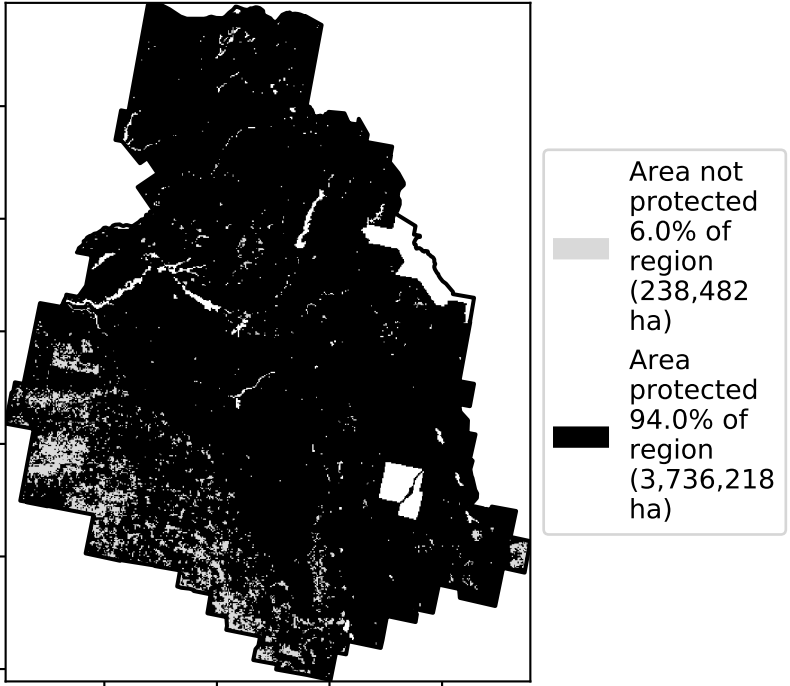 Area not
protected
6.0% of
region
(238,482
ha)
Area
protected
94.0% of
region
(3,736,218
ha)